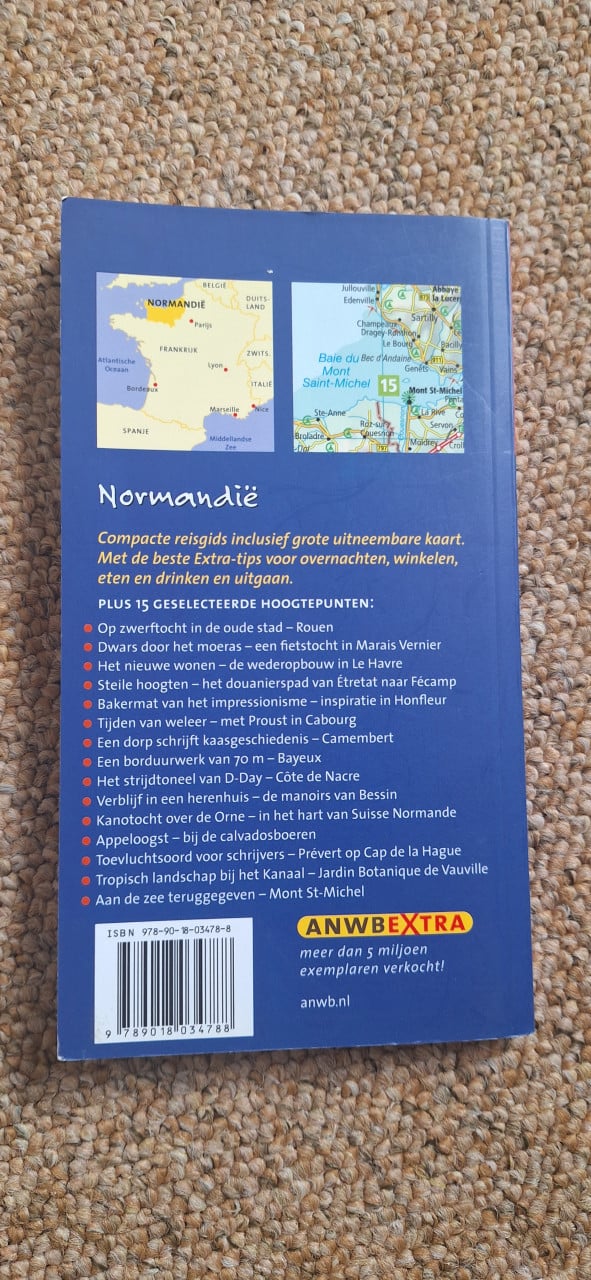 BELGIË
NORMANDIË
DUITS-
LAND
Parijs
FRANKRIJK
ZWITS.
Atlantische
Oceaan
Lyon
Bordeaux
ITALIË
Marseille
Nice
SPANJE
Middellandse
Zee
Jullouville
Edenville
Abbaye
la Lucer
Sartilly
Champeaux
Dragey-Ronthon
Le Bourg
Bacilly
Baie du
Mont
Saint-Michel
Bec d'Andaine
Genêts
Vains
15
Mont St-Michel
Ste-Anne
La Rive
Servon
Broladre
Roz-sur-
Couesnon
797
Normandië
Compacte reisgids inclusief grote uitneembare kaart.
Met de beste Extra-tips voor overnachten, winkelen,
eten en drinken en uitgaan.
PLUS 15 GESELECTEERDE HOOGTEPUNTEN:
Op zwerftocht in de oude stad – Rouen
Dwars door het moeras – een fietstocht in Marais Vernier
Het nieuwe wonen – de wederopbouw in Le Havre
Steile hoogten – het douanierspad van Étretat naar Fécamp
Bakermat van het impressionisme – inspiratie in Honfleur
Tijden van weleer – met Proust in Cabourg
Een dorp schrijft kaasgeschiedenis – Camembert
Een borduurwerk van 70 m – Bayeux
Het strijdtoneel van D-Day – Côte de Nacre
Verblijf in een herenhuis – de manoirs van Bessin
Kanotocht over de Orne – in het hart van Suisse Normande
Appeloogst – bij de calvadosboeren
Toevluchtsoord voor schrijvers – Prévert op Cap de la Hague
Tropisch landschap bij het Kanaal – Jardin Botanique de Vauville
Aan de zee teruggegeven – Mont St-Michel
ISBN 978-90-18-03478-8
9 789018 034788
ANWBEXTRA
meer dan 5 miljoen
exemplaren verkocht!
anwb.nl